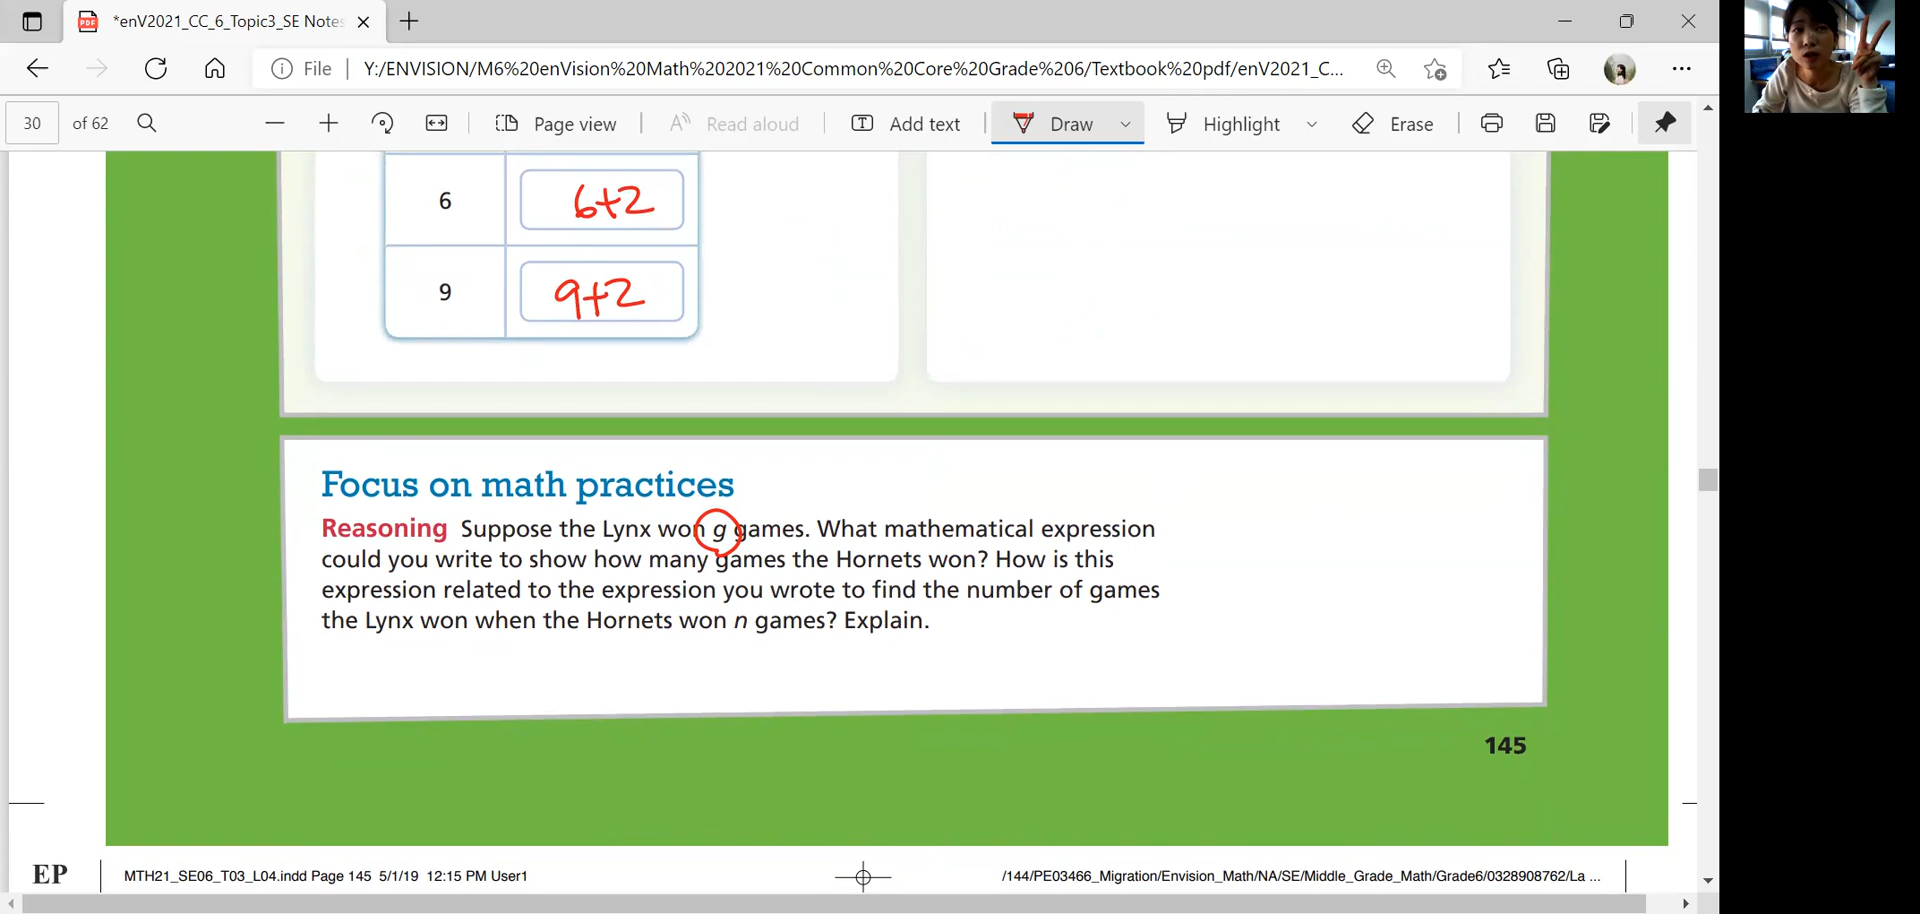 *enV2021_CC_6_Topic3_SE Notes
File
Y:/ENVISION/M6%20enVision%20Math%202021%20Common%20Core%20Grade%206/Textbook%20pdf/enV2021_C...
30 of 62
Page view
Read aloud
Add text
Draw
Highlight
Erase
6 6+2
9 9+2
Focus on math practices
Reasoning Suppose the Lynx won g games. What mathematical expression
could you write to show how many games the Hornets won? How is this
expression related to the expression you wrote to find the number of games
the Lynx won when the Hornets won n games? Explain.
145
EP
MTH21_SE06_T03_L04.indd Page 145 5/1/19 12:15 PM User1
/144/PE03466_Migration/Envision_Math/NA/SE/Middle_Grade_Math/Grade6/0328908762/La ...